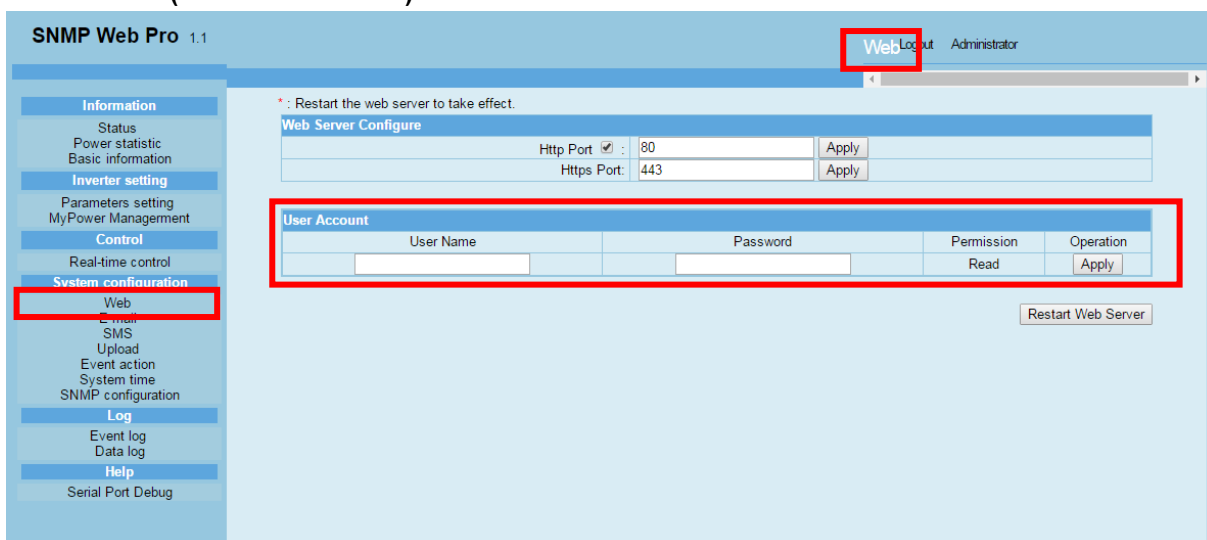 SNMP Web Pro 1.1
Web Logout Administrator
Information
Status
Power statistic
Basic information
Inverter setting
Parameters setting
MyPower Managerment
Control
Real-time control
System configuration
Web
E-mail
SMS
Upload
Event action
System time
SNMP configuration
Log
Event log
Data log
Help
Serial Port Debug
* : Restart the web server to take effect.
Web Server Configure
Http Port : 80 Apply
Https Port: 443 Apply
User Account
User Name Password Permission Operation
Read Apply
Restart Web Server